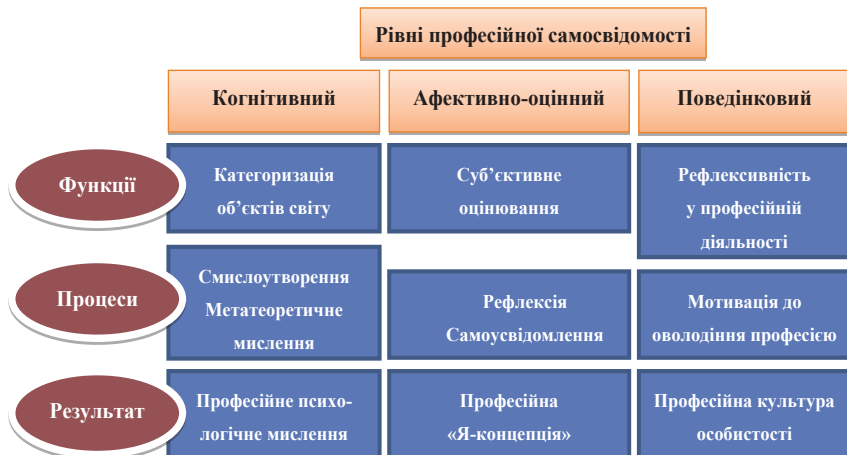 Рівні професійної самосвідомості
Когнітивний
Афективно-оцінний
Поведінковий
Функції
Категоризація
об’єктів світу
Суб’єктивне
оцінювання
Рефлексивність
у професійній
діяльності
Процеси
Смислоутворення
Метатеоретичне
мислення
Рефлексія
Самоусвідомлення
Мотивація до
оволодіння професією
Результат
Професійне психо-
логічне мислення
Професійна
«Я-концепція»
Професійна культура
особистості